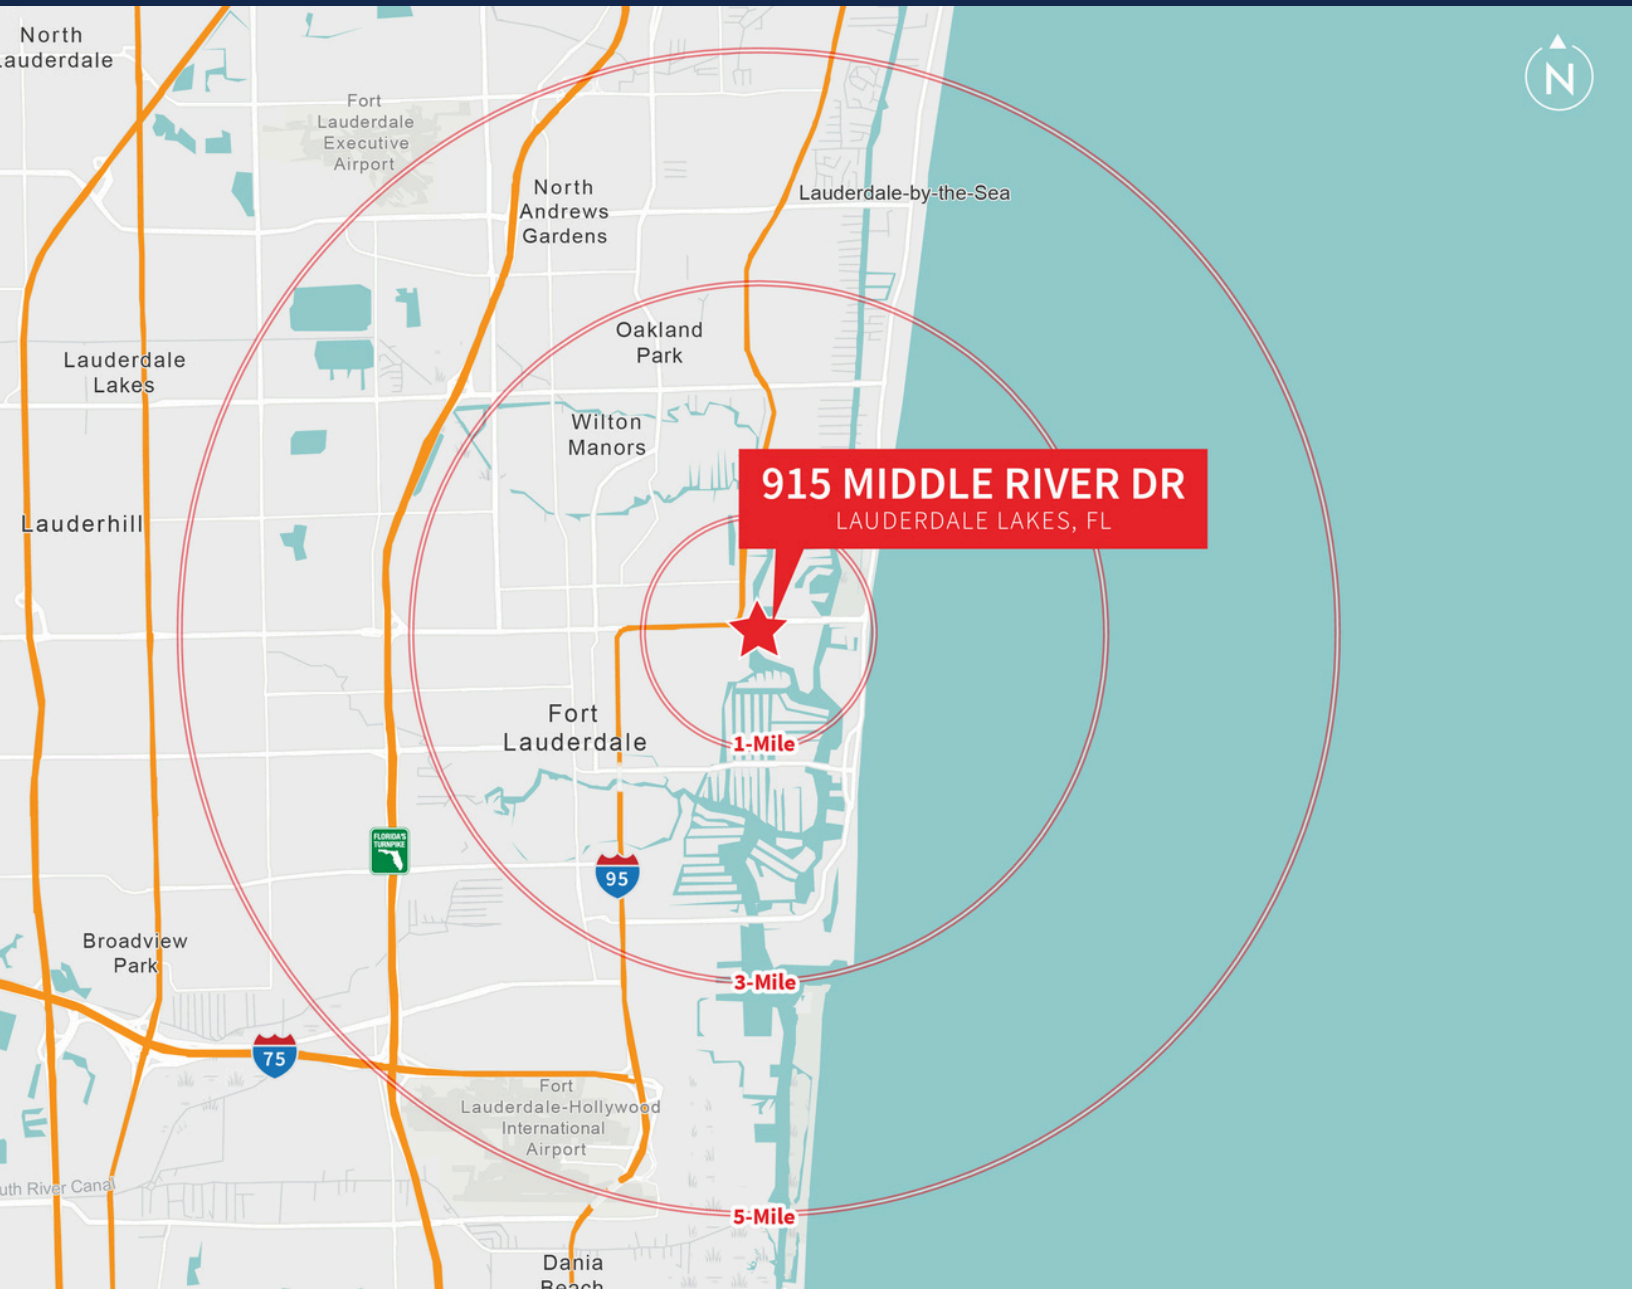 North
Lauderdale
N
Fort
Lauderdale
Executive
Airport
North
Andrews
Gardens
Lauderdale-by-the-Sea
Oakland
Park
Lauderdale
Lakes
Wilton
Manors
915 MIDDLE RIVER DR
LAUDERDALE LAKES, FL
Lauderhill
Fort
Lauderdale
1-Mile
FLORIDA'S
TURNPIKE
95
Broadview
Park
3-Mile
75
Fort
Lauderdale-Hollywood
International
Airport
uth River Canal
5-Mile
Dania
Beach